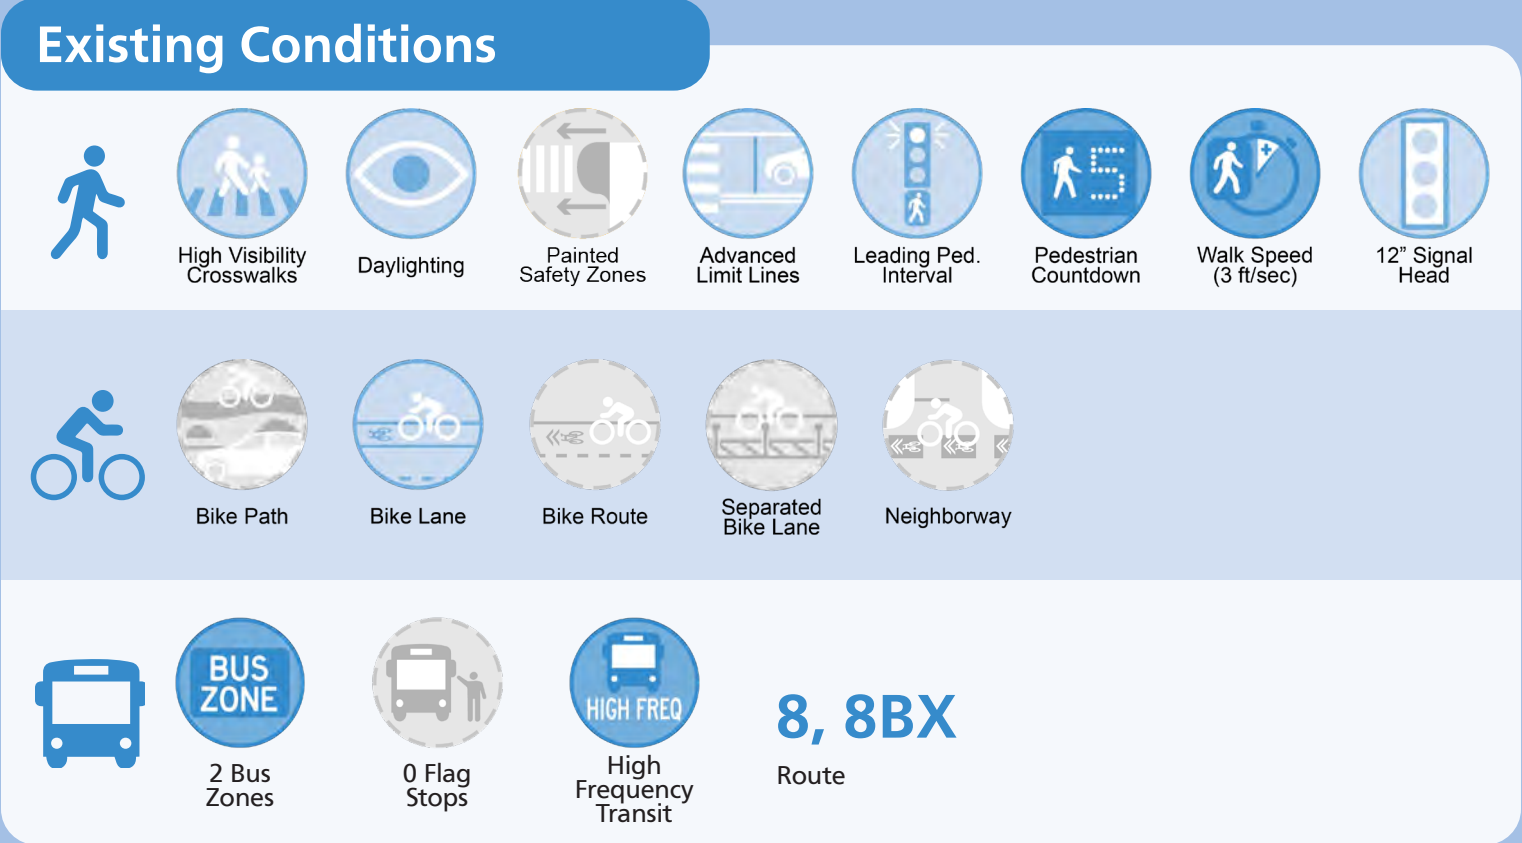 Existing Conditions
High Visibility
Crosswalks
Daylighting
Painted
Safety Zones
Advanced
Limit Lines
Leading Ped.
Interval
5
Pedestrian
Countdown
Walk Speed
(3 ft/sec)
12” Signal
Head
Bike Path
Bike Lane
Bike Route
Separated
Bike Lane
Neighborway
BUS
ZONE
2 Bus
Zones
0 Flag
Stops
HIGH FREQ
High
Frequency
Transit
8, 8BX
Route